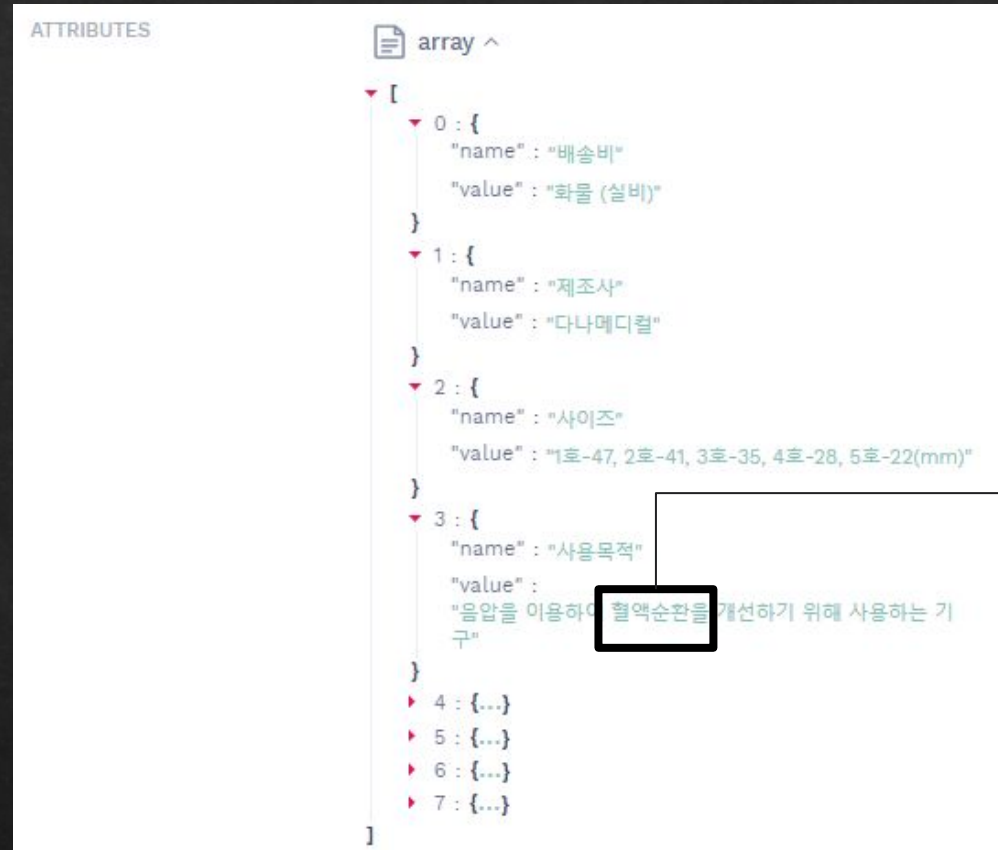 ATTRIBUTES
array
[
0 : {
"name" : "배송비"
"value" : "화물 (실비)"
}
1 : {
"name" : "제조사"
"value" : "다나메디컬"
}
2 : {
"name" : "사이즈"
"value" : "1호-47, 2호-41, 3호-35, 4호-28, 5호-22(mm)"
}
3 : {
"name" : "사용목적"
"value" :
"음압을 이용하여 혈액순환을 개선하기 위해 사용하는 기
구"
}
4 : {...}
5 : {...}
6 : {...}
7 : {...}
]